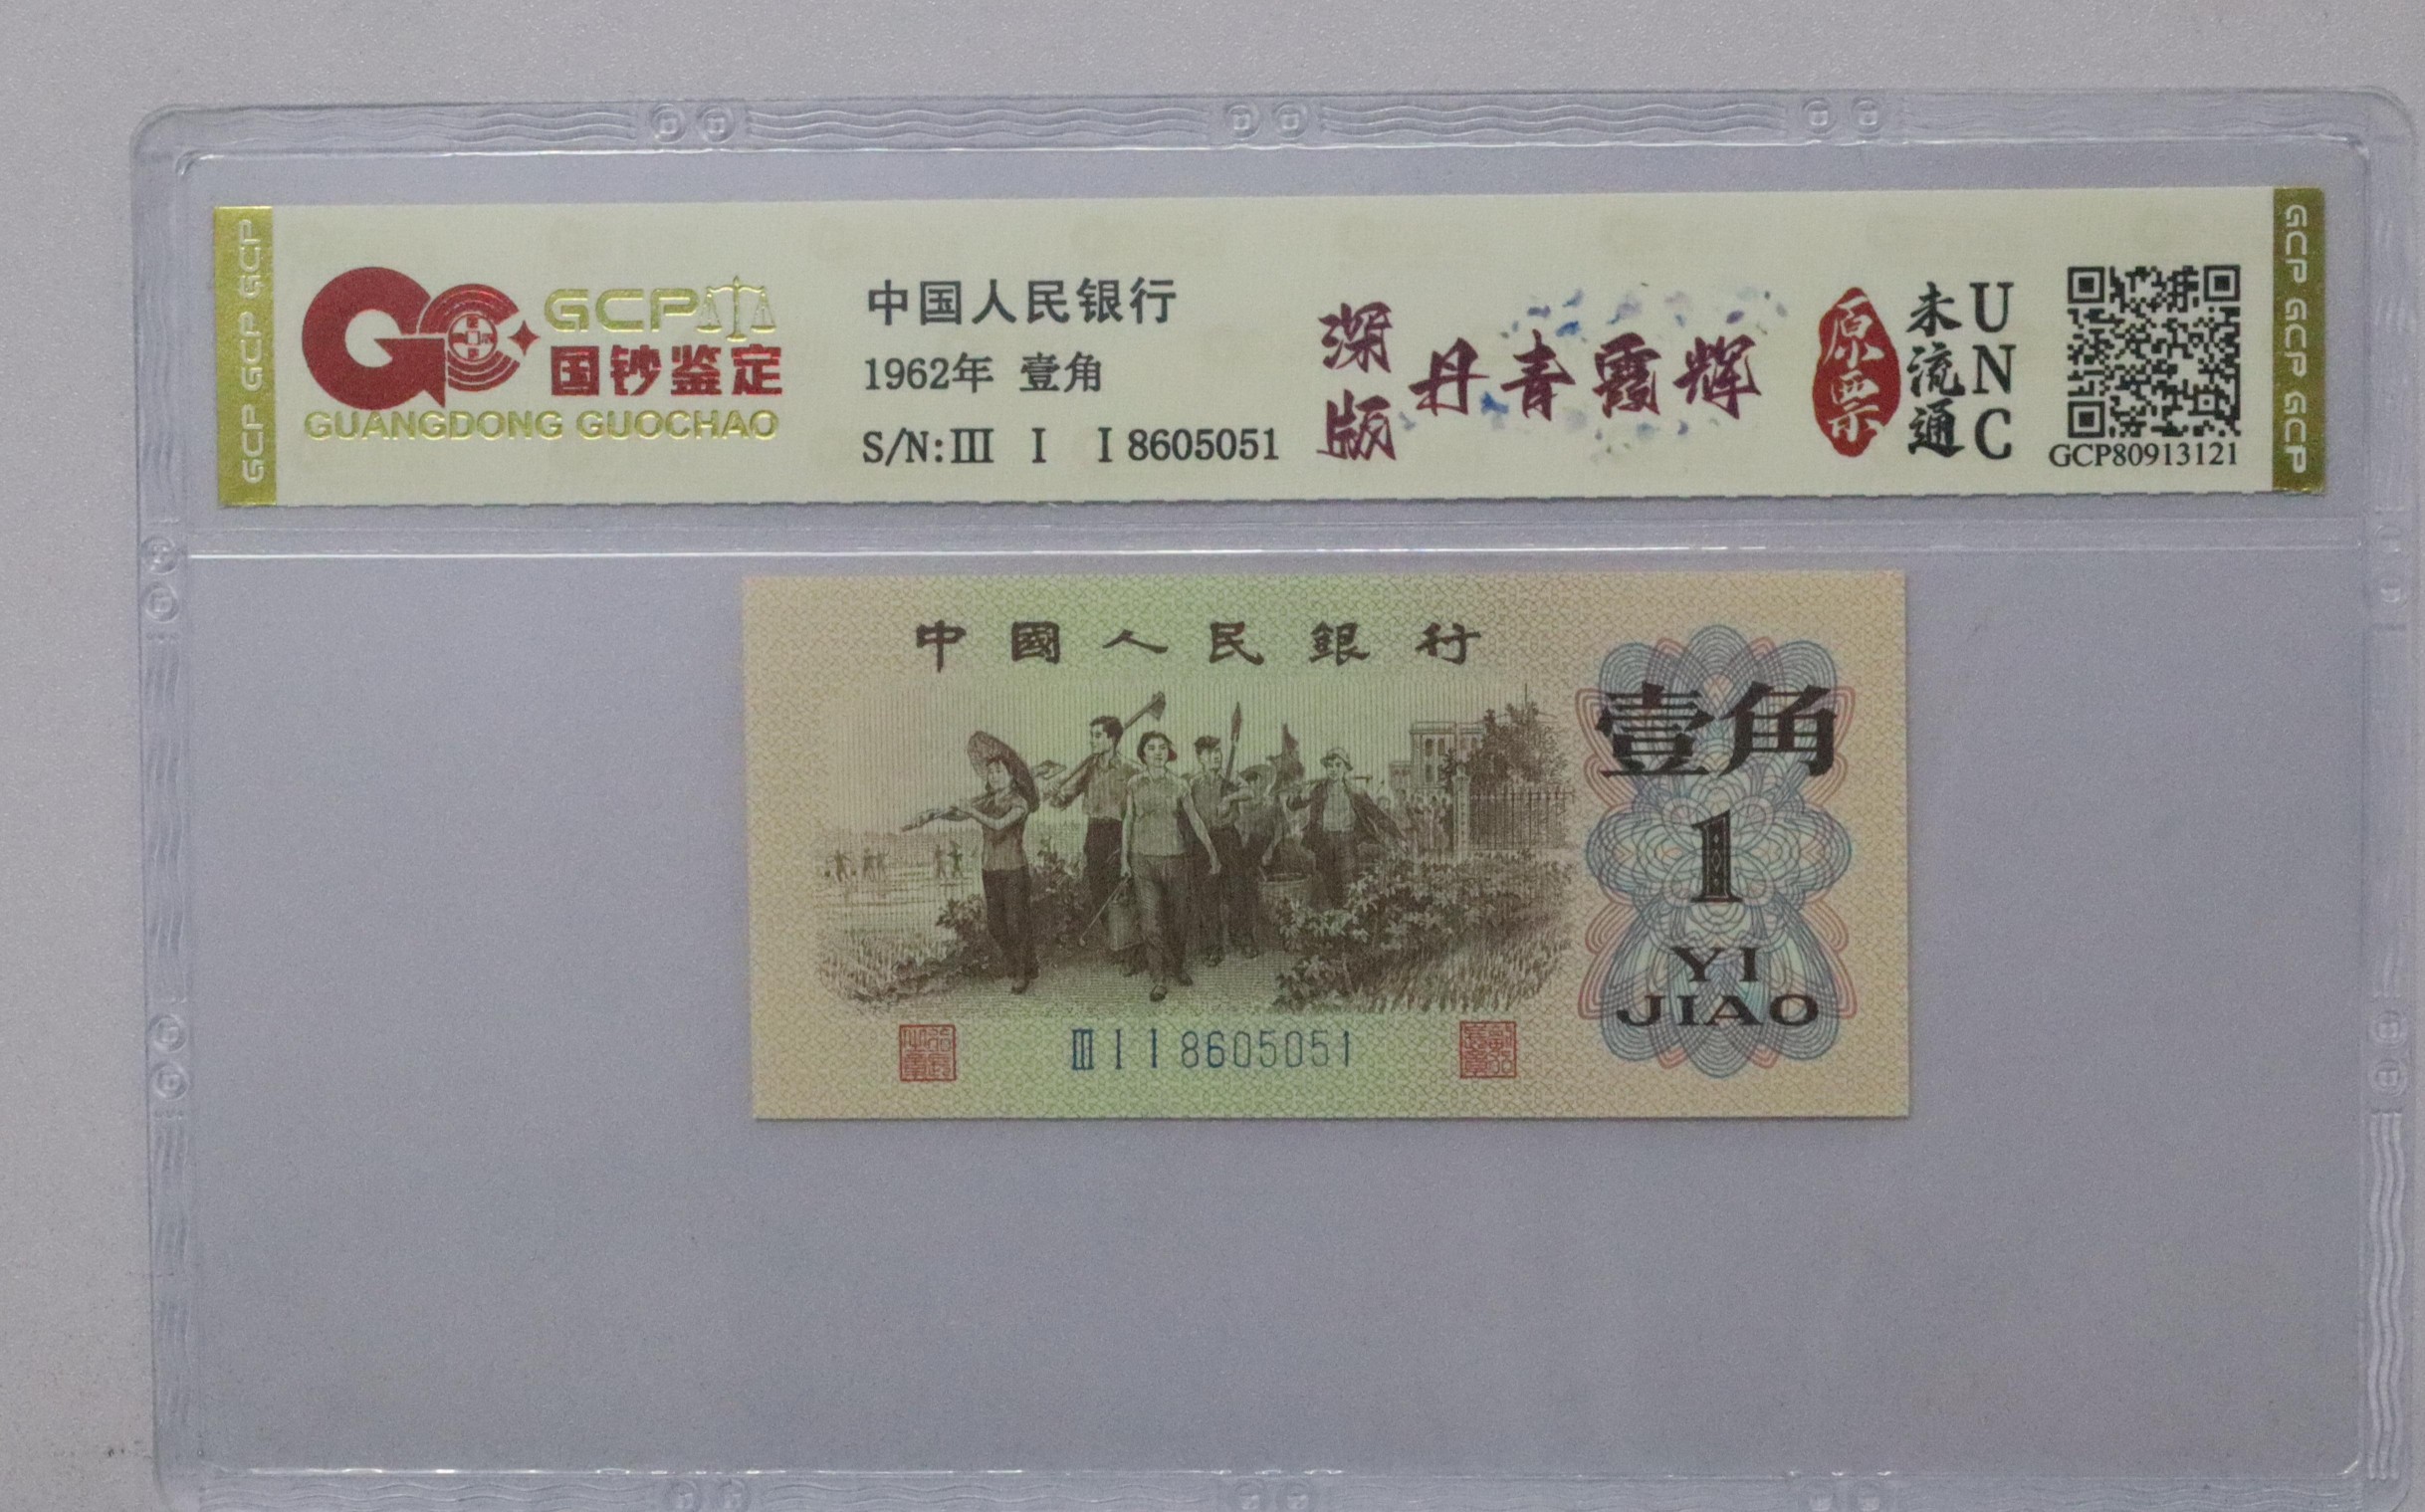 GCP GCP GCP
GCP
国钞鉴定
GUANGDONG GUOCHAO
中国人民银行
1962年 壹角
S/N:III I I 8605051
深版
丹青霞辉
原票
未流通
UNC
GCP80913121
GCP GCP GCP
中國人民銀行
壹角
1
YI
JIAO
III I I 8605051